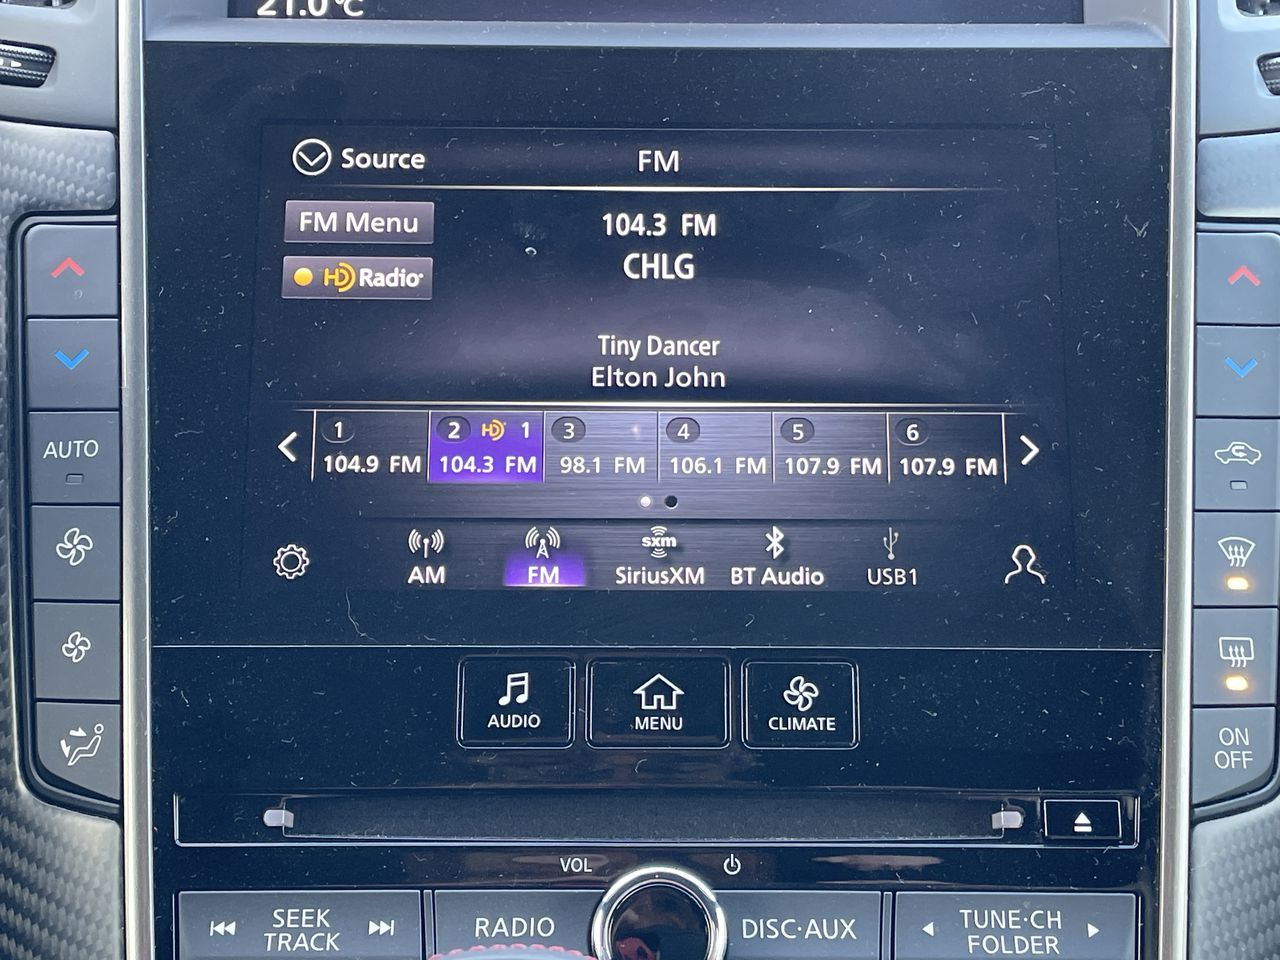 21.0°C
Source FM
FM Menu 104.3 FM
HD Radio CHLG
Tiny Dancer
Elton John
1 2 HD 1 3 4 5 6
104.9 FM 104.3 FM 98.1 FM 106.1 FM 107.9 FM 107.9 FM
sxm
AM FM SiriusXM BT Audio USB1
AUTO
AUDIO MENU CLIMATE
ON
OFF
VOL
SEEK
TRACK
RADIO
DISC·AUX
TUNE·CH
FOLDER